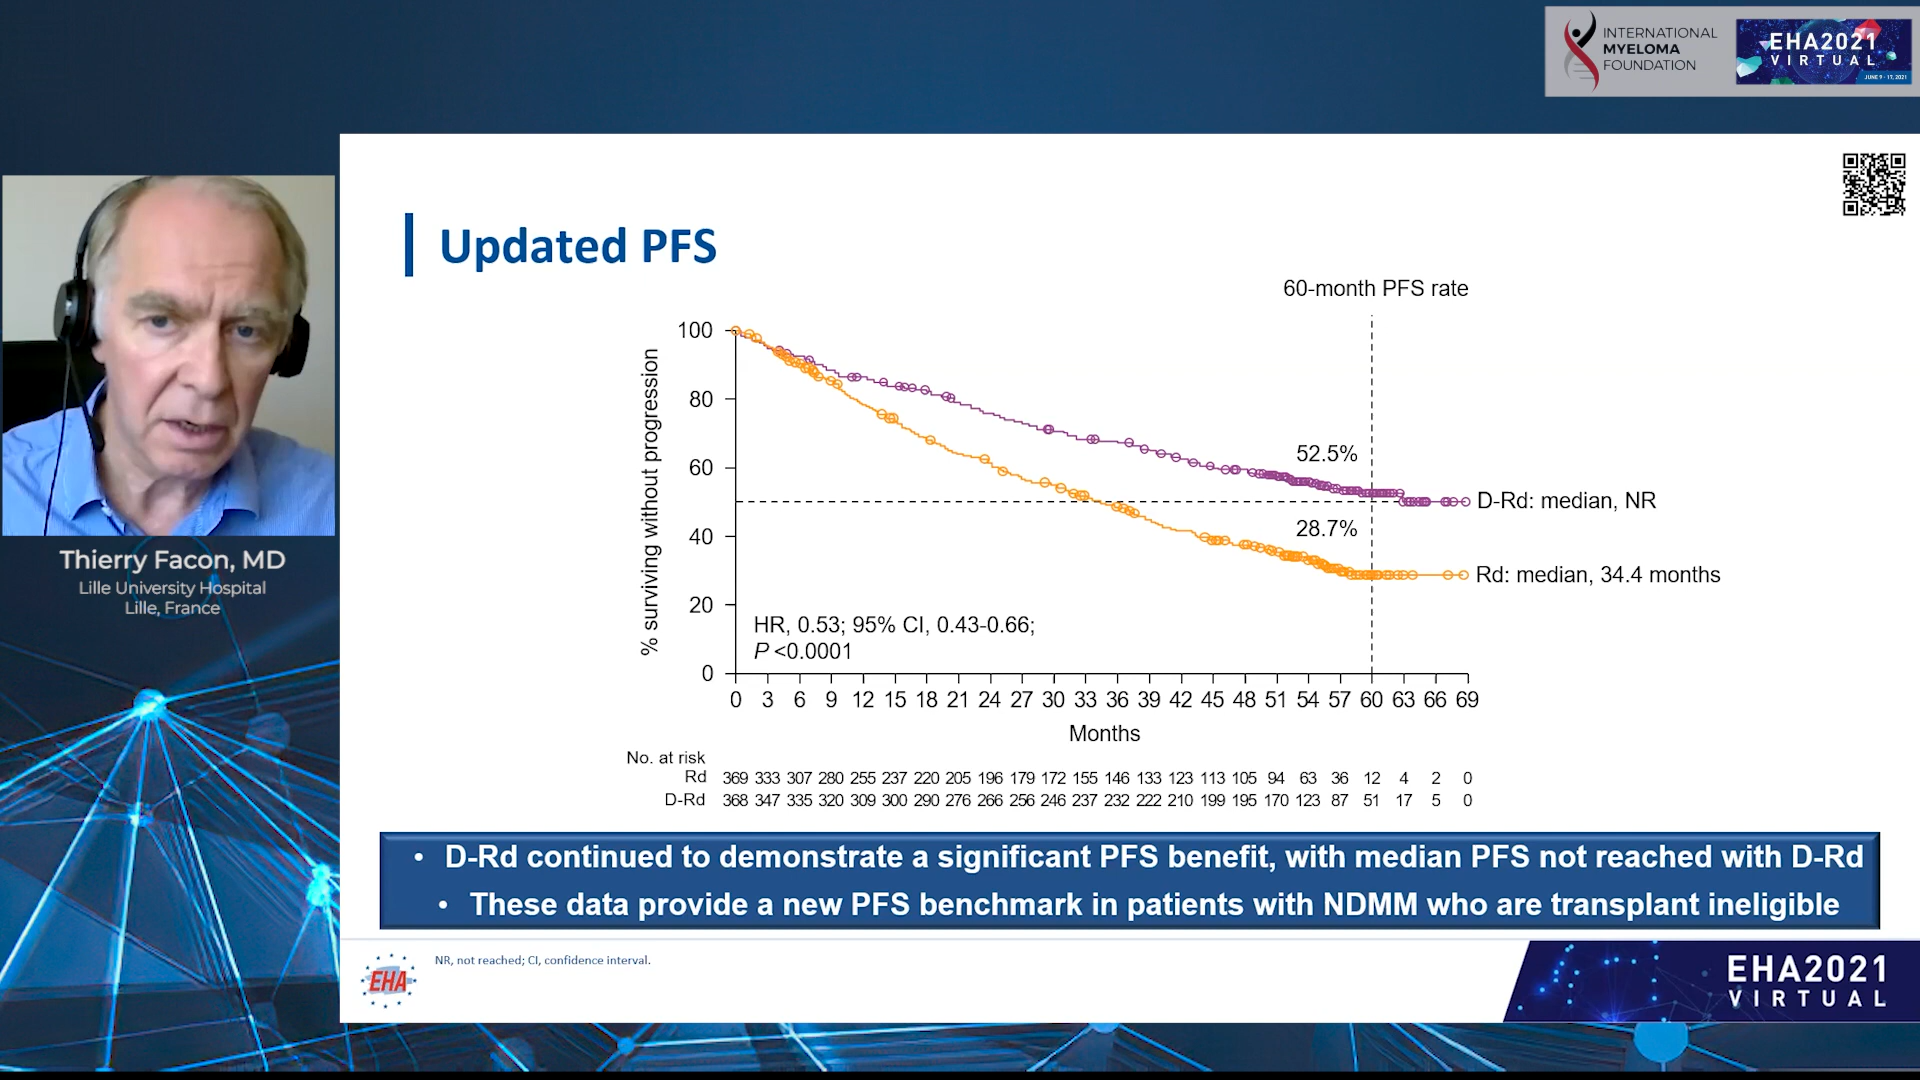 INTERNATIONAL
MYELOMA
FOUNDATION
EHA2021
VIRTUAL
JUNE 9 - 17, 2021
Updated PFS
60-month PFS rate
% surviving without progression
100
80
60
40
20
0
52.5%
28.7%
D-Rd: median, NR
Rd: median, 34.4 months
HR, 0.53; 95% CI, 0.43-0.66;
P <0.0001
0 3 6 9 12 15 18 21 24 27 30 33 36 39 42 45 48 51 54 57 60 63 66 69
Months
No. at risk
Rd 369 333 307 280 255 237 220 205 196 179 172 155 146 133 123 113 105 94 63 36 12 4 2 0
D-Rd 368 347 335 320 309 300 290 276 266 256 246 237 232 222 210 199 195 170 123 87 51 17 5 0
Thierry Facon, MD
Lille University Hospital
Lille, France
• D-Rd continued to demonstrate a significant PFS benefit, with median PFS not reached with D-Rd
• These data provide a new PFS benchmark in patients with NDMM who are transplant ineligible
EHA
NR, not reached; CI, confidence interval.
EHA2021
VIRTUAL